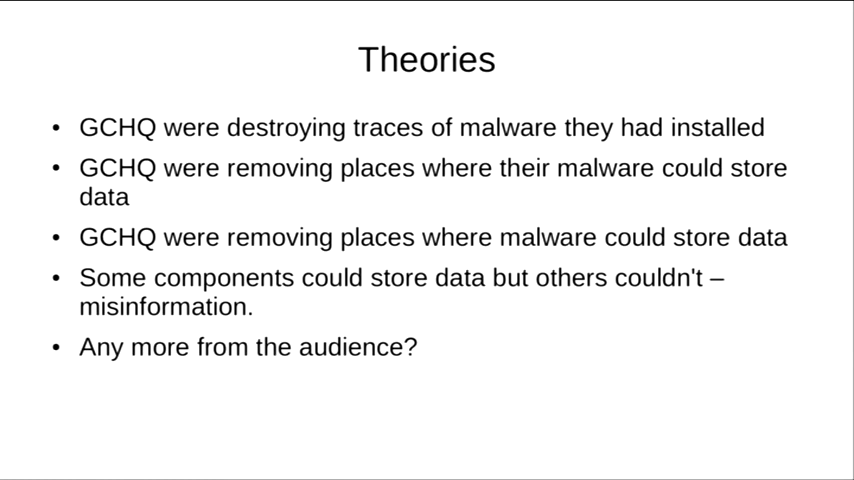 Theories
• GCHQ were destroying traces of malware they had installed
• GCHQ were removing places where their malware could store
data
• GCHQ were removing places where malware could store data
• Some components could store data but others couldn't –
misinformation.
• Any more from the audience?